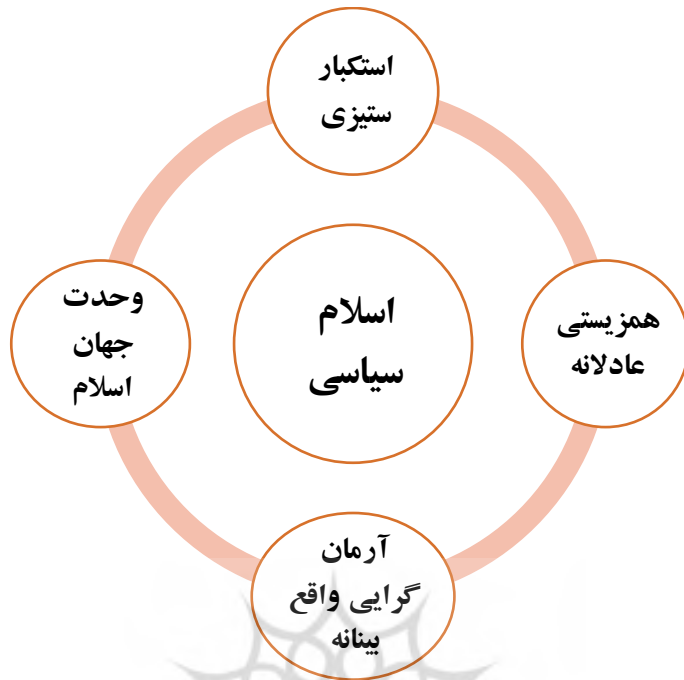 استکبار
ستیزی
همزیستی
عادلانه
اسلام
سیاسی
وحدت
جهان
اسلام
آرمان
گرایی واقع
بینانه